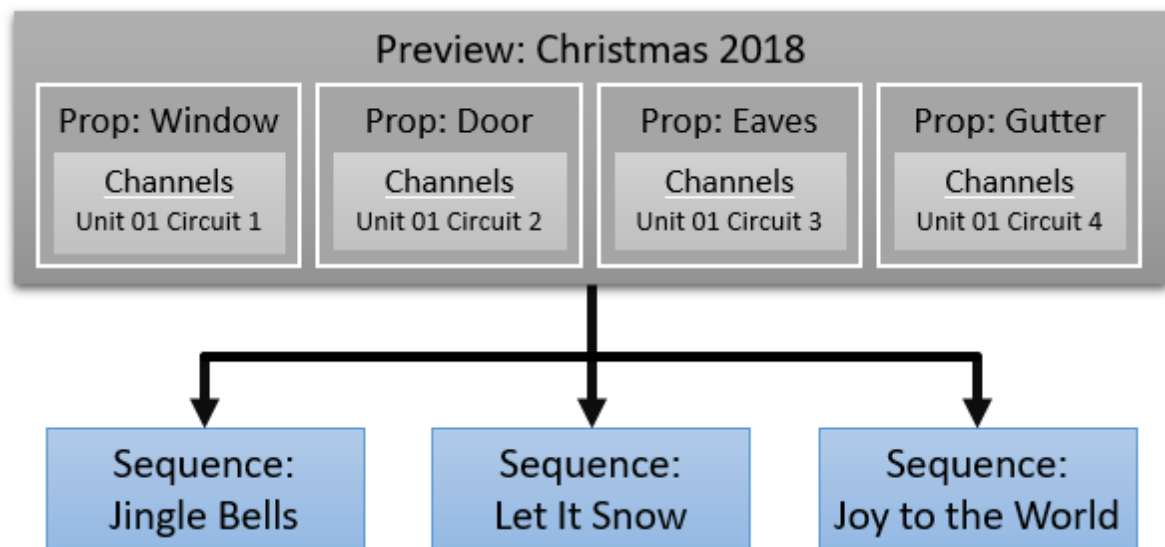 Preview: Christmas 2018
Prop: Window
Channels
Unit 01 Circuit 1
Prop: Door
Channels
Unit 01 Circuit 2
Prop: Eaves
Channels
Unit 01 Circuit 3
Prop: Gutter
Channels
Unit 01 Circuit 4
Sequence:
Jingle Bells
Sequence:
Let It Snow
Sequence:
Joy to the World